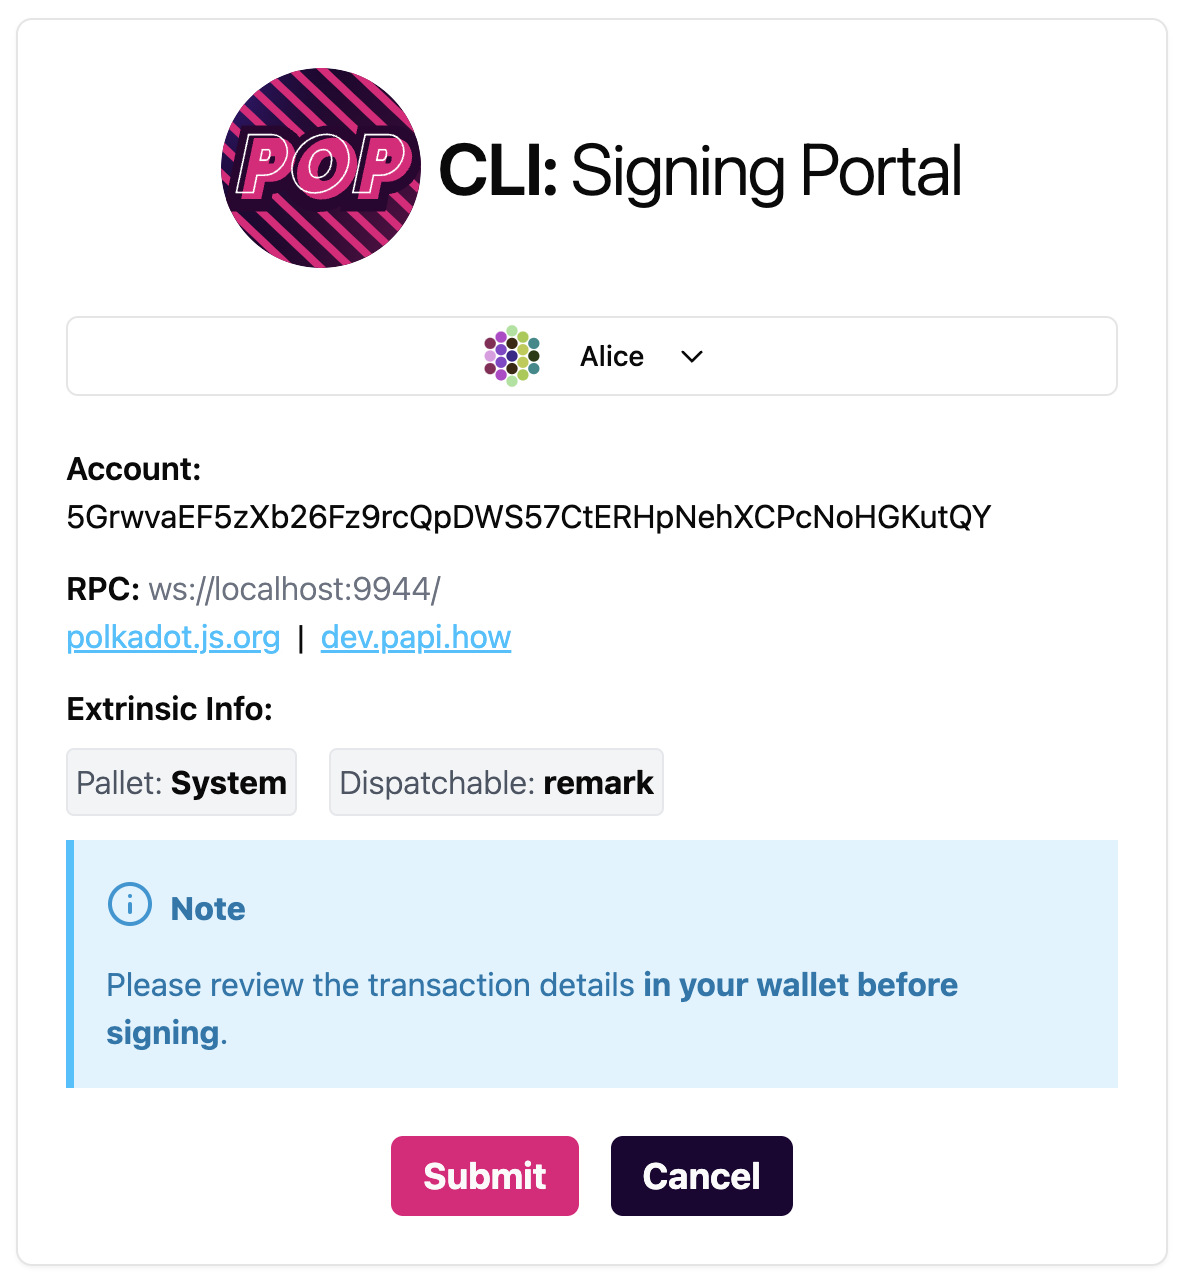 POP CLI: Signing Portal
Alice
Account:
5GrwvaEF5zXb26Fz9rcQpDWS57CtERHpNehXCPcNoHGKutQY
RPC: ws://localhost:9944/
polkadot.js.org | dev.papi.how
Extrinsic Info:
Pallet: System Dispatchable: remark
Note
Please review the transaction details in your wallet before
signing.
Submit Cancel